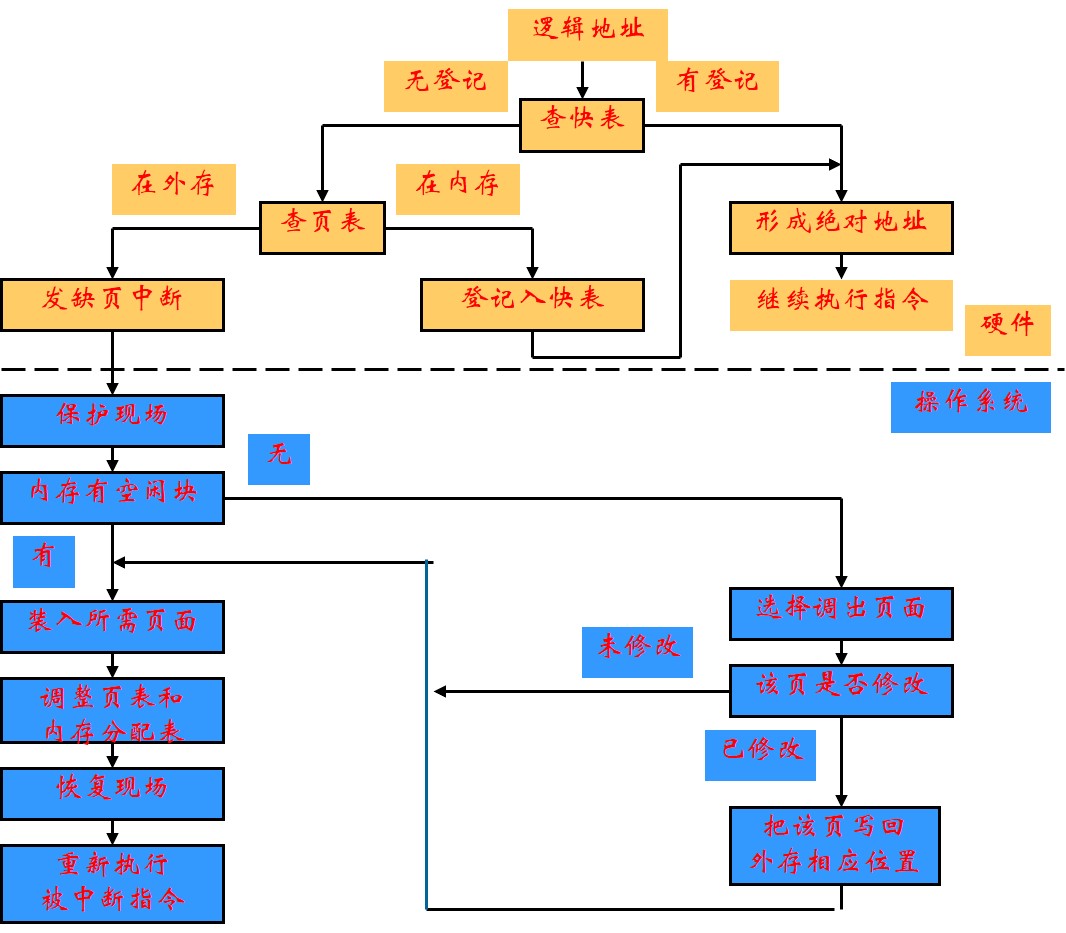 逻辑地址
无登记
有登记
查快表
在外存
在内存
查页表
形成绝对地址
发缺页中断
登记入快表
继续执行指令
硬件
操作系统
保护现场
无
内存有空闲块
有
装入所需页面
选择调出页面
未修改
该页是否修改
调整页表和
内存分配表
已修改
恢复现场
把该页写回
外存相应位置
重新执行
被中断指令